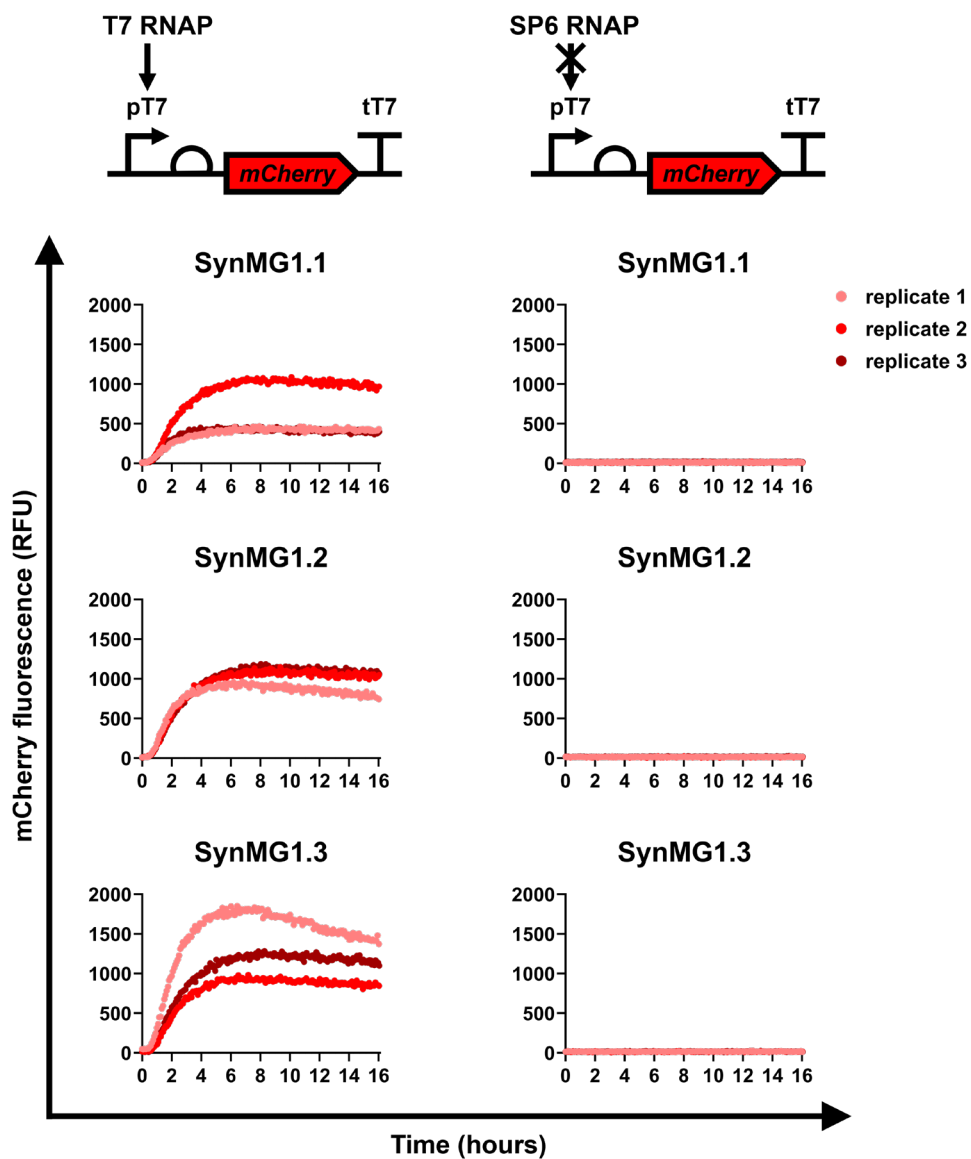 T7 RNAP
SP6 RNAP
pT7
tT7
pT7
tT7
mCherry
mCherry
SynMG1.1
SynMG1.1
replicate 1
replicate 2
replicate 3
2000
1500
1000
500
0
0 2 4 6 8 10 12 14 16
2000
1500
1000
500
0
0 2 4 6 8 10 12 14 16
SynMG1.2
SynMG1.2
2000
1500
1000
500
0
0 2 4 6 8 10 12 14 16
2000
1500
1000
500
0
0 2 4 6 8 10 12 14 16
SynMG1.3
SynMG1.3
2000
1500
1000
500
0
0 2 4 6 8 10 12 14 16
2000
1500
1000
500
0
0 2 4 6 8 10 12 14 16
mCherry fluorescence (RFU)
Time (hours)